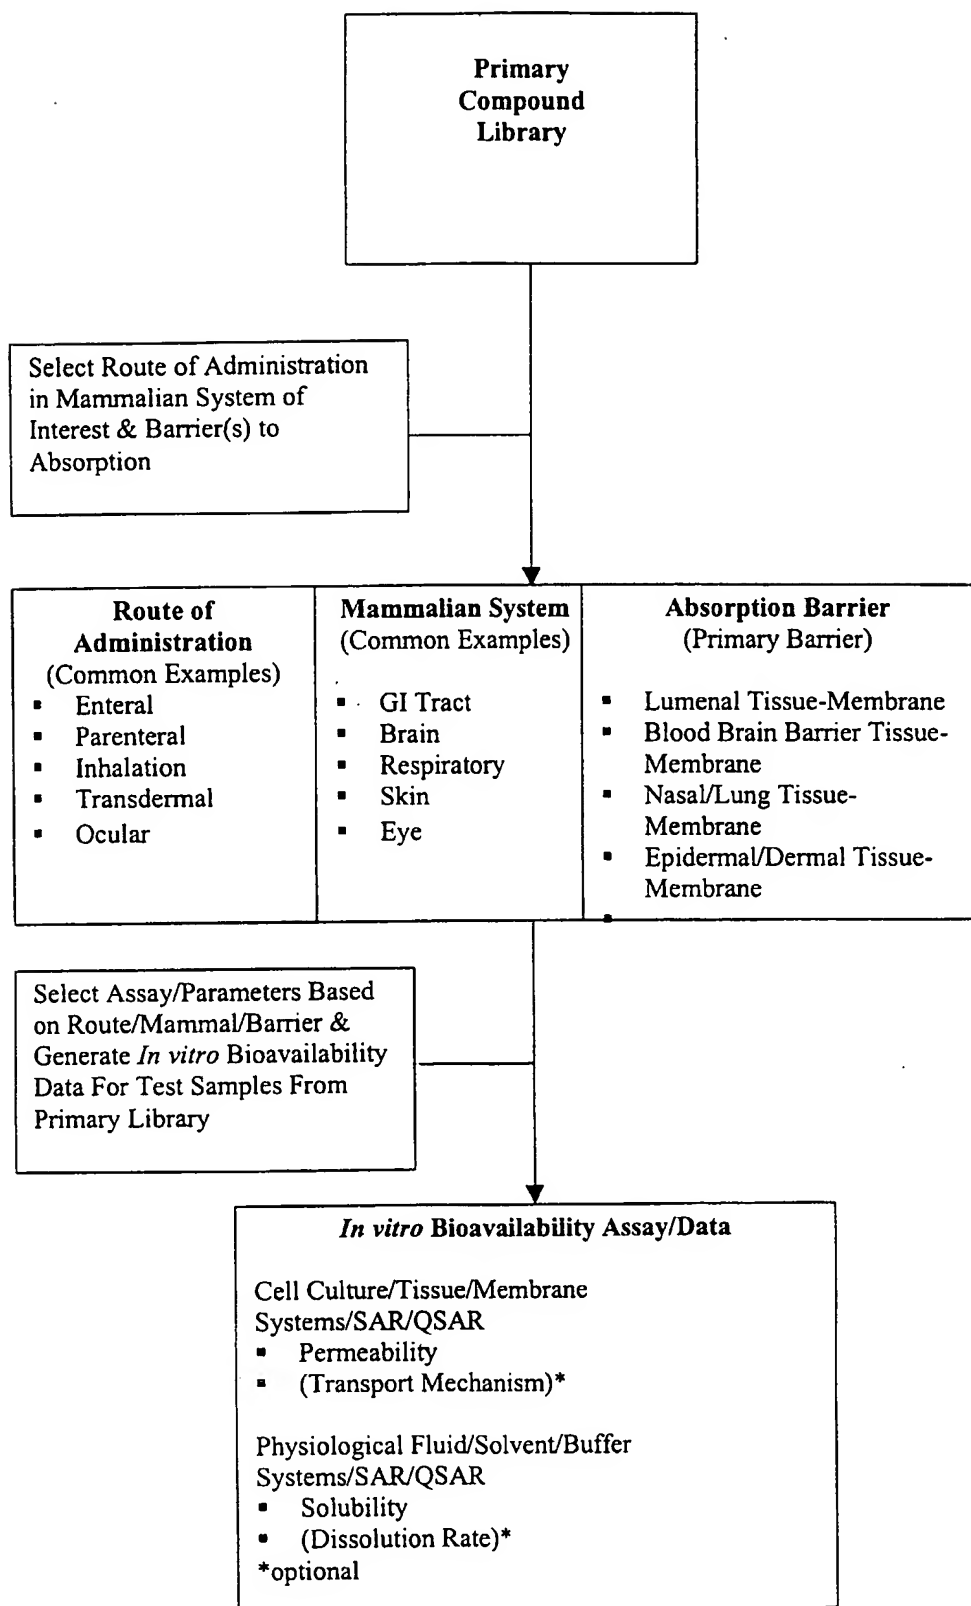 Primary
Compound
Library
Select Route of Administration
in Mammalian System of
Interest & Barrier(s) to
Absorption
Route of
Administration
(Common Examples)
▪ Enteral
▪ Parenteral
▪ Inhalation
▪ Transdermal
▪ Ocular
Mammalian System
(Common Examples)
▪ GI Tract
▪ Brain
▪ Respiratory
▪ Skin
▪ Eye
Absorption Barrier
(Primary Barrier)
▪ Lumenal Tissue-Membrane
▪ Blood Brain Barrier Tissue-
Membrane
▪ Nasal/Lung Tissue-
Membrane
▪ Epidermal/Dermal Tissue-
Membrane
▪
Select Assay/Parameters Based
on Route/Mammal/Barrier &
Generate In vitro Bioavailability
Data For Test Samples From
Primary Library
In vitro Bioavailability Assay/Data
Cell Culture/Tissue/Membrane
Systems/SAR/QSAR
▪ Permeability
▪ (Transport Mechanism)*
Physiological Fluid/Solvent/Buffer
Systems/SAR/QSAR
▪ Solubility
▪ (Dissolution Rate)*
*optional